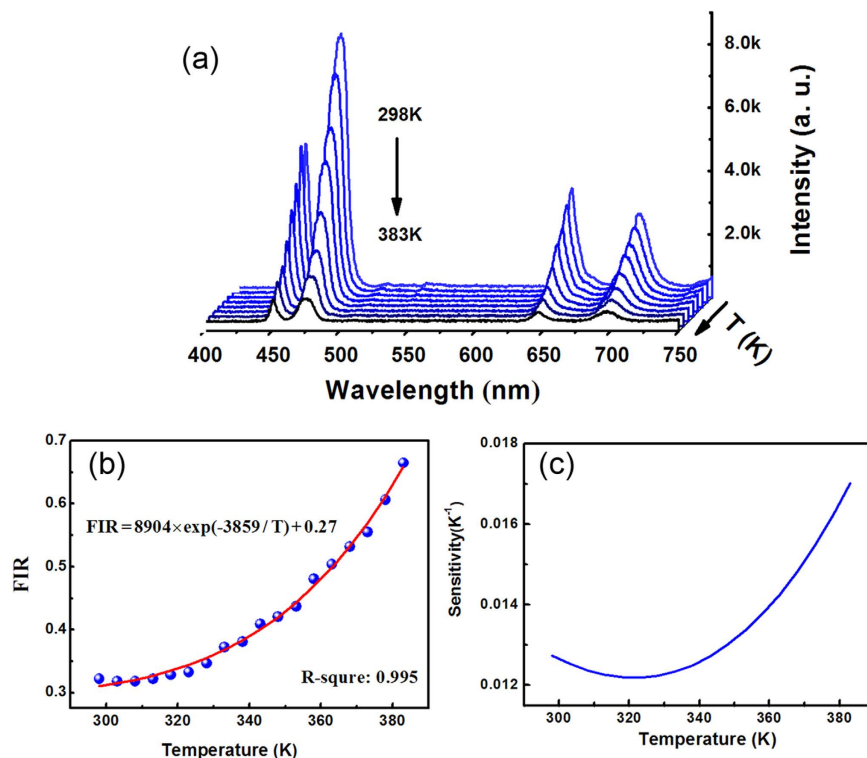 (a)
298K
383K
8.0k
6.0k
4.0k
2.0k
Intensity (a. u.)
T (K)
400 450 500 550 600 650 700 750
Wavelength (nm)
(b)
0.7
0.6
0.5
0.4
0.3
FIR
FIR=8904×exp(-3859/T)+0.27
R-squre: 0.995
300 320 340 360 380
Temperature (K)
(c)
0.018
0.016
0.014
0.012
Sensitivity(K⁻¹)
300 320 340 360 380
Temperature (K)